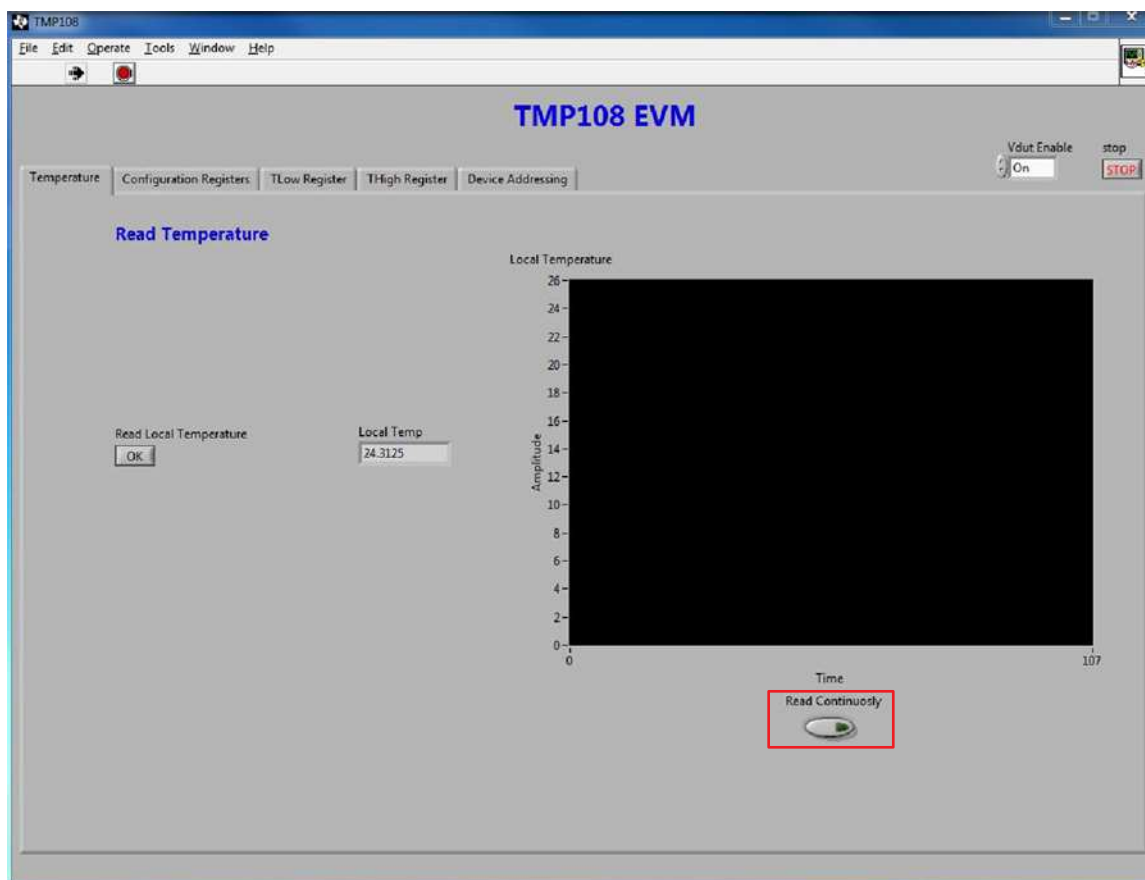 TMP108
File Edit Operate Tools Window Help
TMP108 EVM
Vdut Enable
stop
On
STOP
Temperature
Configuration Registers
TLow Register
THigh Register
Device Addressing
Read Temperature
Local Temperature
26
24
22
20
18
16
14
12
10
8
6
4
2
0
Amplitude
Read Local Temperature
OK
Local Temp
24.3125
0
107
Time
Read Continuosly